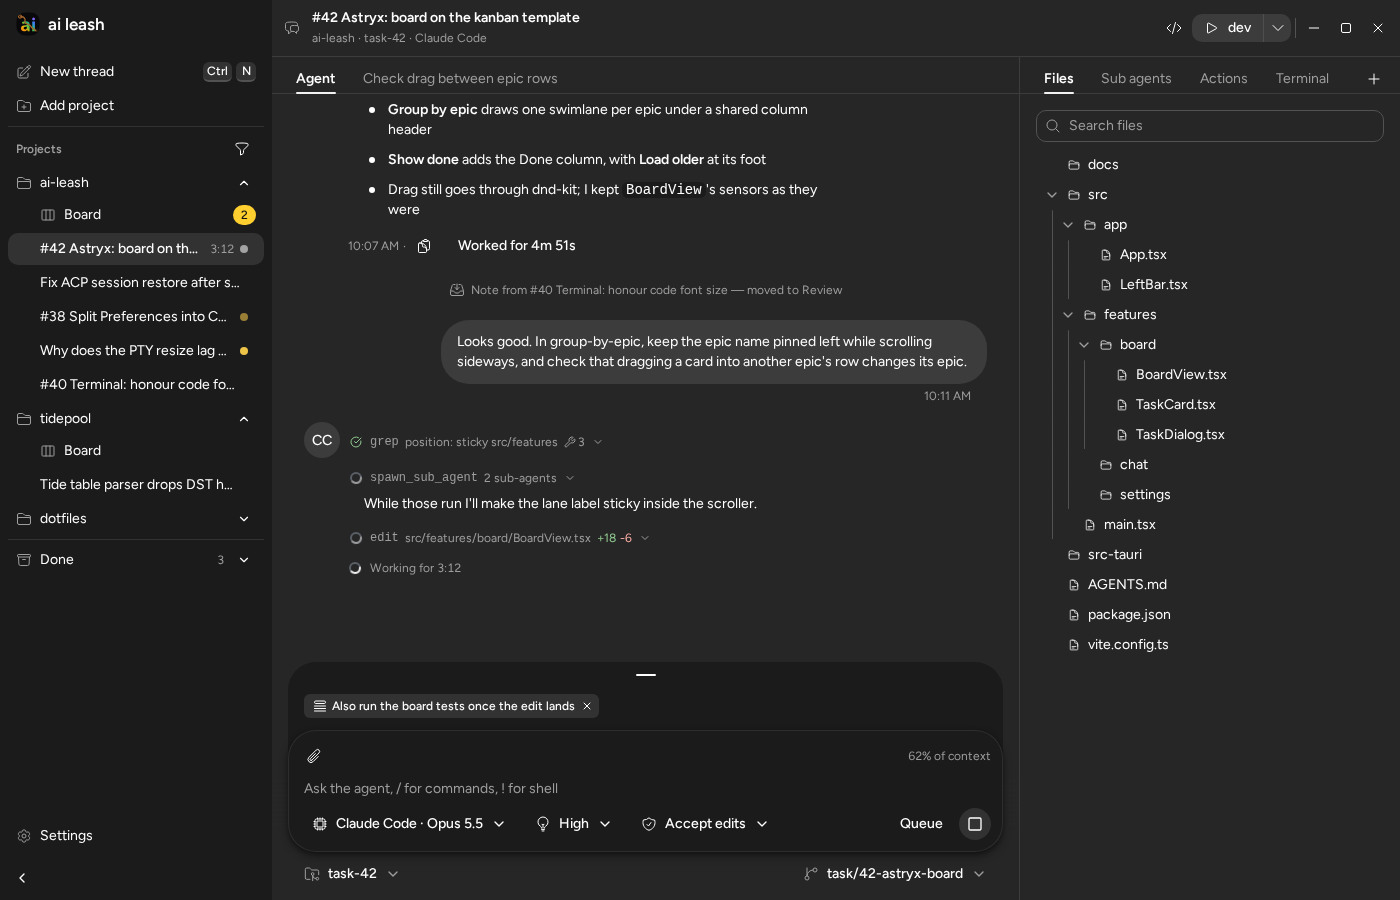 ai leash
New thread
Ctrl N
Add project
Projects
ai-leash
Board
2
#42 Astryx: board on th...
3:12
Fix ACP session restore after s...
#38 Split Preferences into C...
Why does the PTY resize lag ...
#40 Terminal: honour code fo...
tidepool
Board
Tide table parser drops DST h...
dotfiles
Done
3
Settings
#42 Astryx: board on the kanban template
ai-leash · task-42 · Claude Code
dev
Agent
Check drag between epic rows
Group by epic draws one swimlane per epic under a shared column
header
Show done adds the Done column, with Load older at its foot
Drag still goes through dnd-kit; I kept BoardView's sensors as they
were
10:07 AM ·
Worked for 4m 51s
Note from #40 Terminal: honour code font size — moved to Review
Looks good. In group-by-epic, keep the epic name pinned left while scrolling
sideways, and check that dragging a card into another epic's row changes its epic.
10:11 AM
CC
grep position: sticky src/features 3
spawn_sub_agent 2 sub-agents
While those run I'll make the lane label sticky inside the scroller.
edit src/features/board/BoardView.tsx +18 -6
Working for 3:12
Also run the board tests once the edit lands
62% of context
Ask the agent, / for commands, ! for shell
Claude Code · Opus 5.5
High
Accept edits
Queue
task-42
task/42-astryx-board
Files
Sub agents
Actions
Terminal
Search files
docs
src
app
App.tsx
LeftBar.tsx
features
board
BoardView.tsx
TaskCard.tsx
TaskDialog.tsx
chat
settings
main.tsx
src-tauri
AGENTS.md
package.json
vite.config.ts